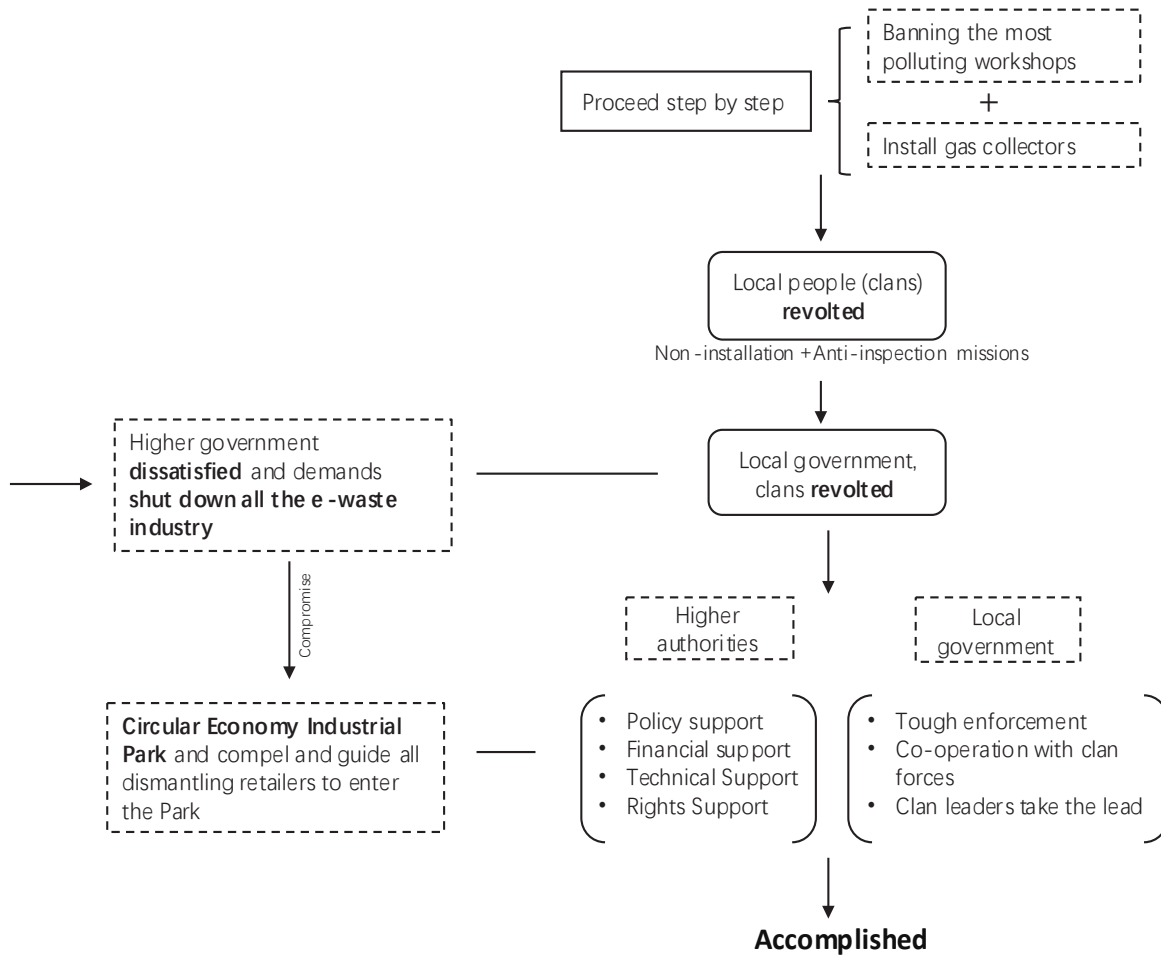 Banning the most
polluting workshops
Proceed step by step
+
Install gas collectors
Local people (clans)
revolted
Non-installation +Anti-inspection missions
Higher government
dissatisfied and demands
shut down all the e-waste
industry
Local government,
clans revolted
Compromise
Higher
authorities
Local
government
Circular Economy Industrial
Park and compel and guide all
dismantling retailers to enter
the Park
• Policy support
• Financial support
• Technical Support
• Rights Support
• Tough enforcement
• Co-operation with clan
forces
• Clan leaders take the lead
Accomplished